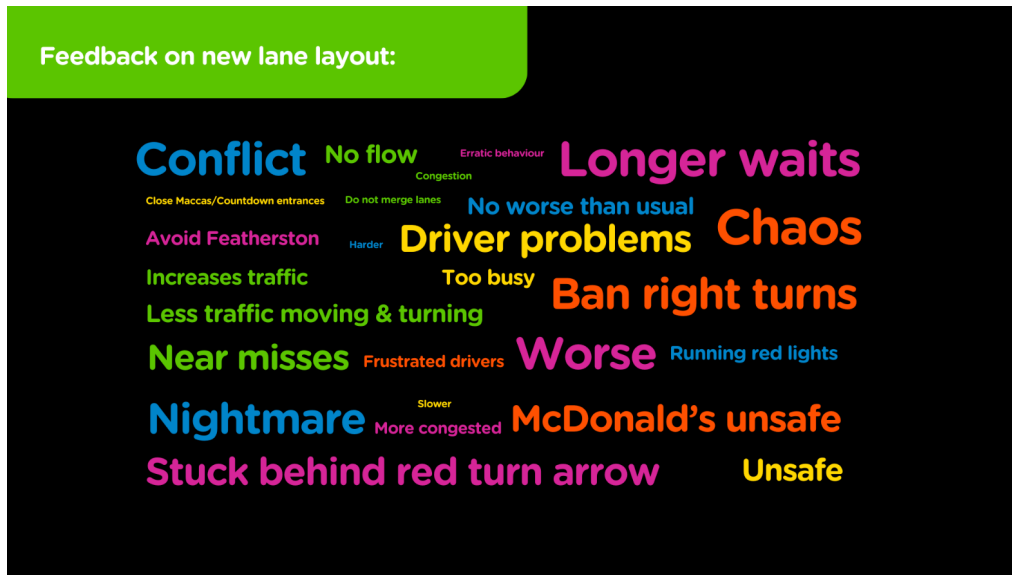 Feedback on new lane layout:
Conflict No flow Erratic behaviour Longer waits
Congestion
Close Maccas/Countdown entrances Do not merge lanes No worse than usual Chaos
Avoid Featherston Harder Driver problems
Increases traffic Too busy Ban right turns
Less traffic moving & turning
Near misses Frustrated drivers Worse Running red lights
Slower
Nightmare More congested McDonald's unsafe
Stuck behind red turn arrow Unsafe